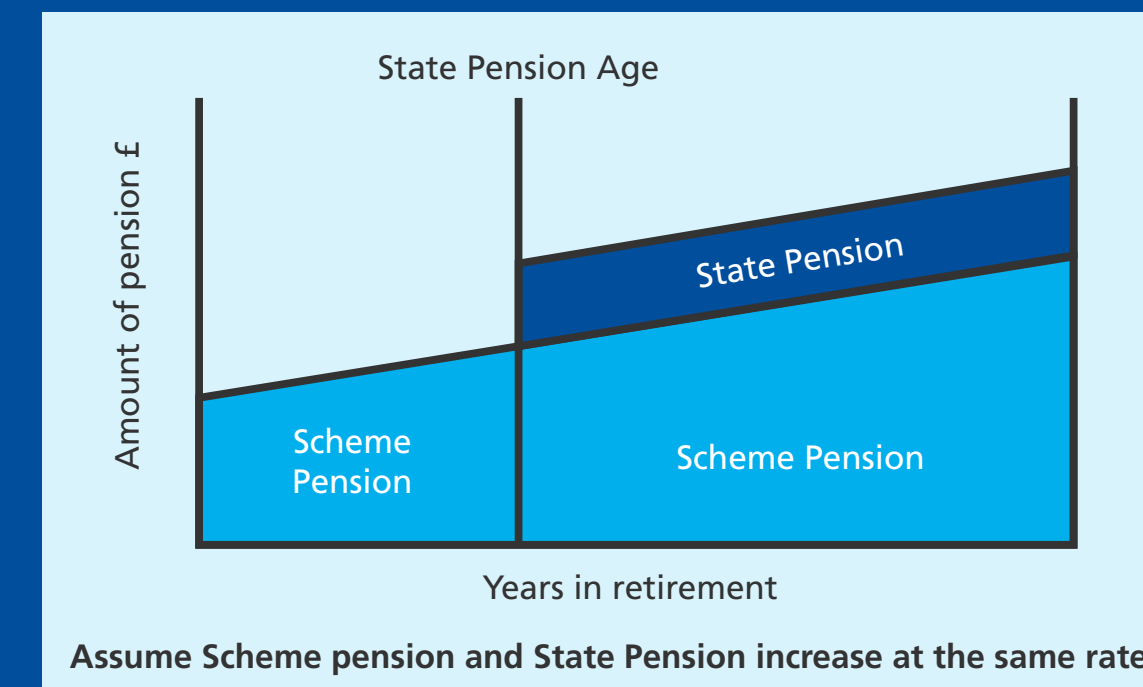 State Pension Age
Amount of pension £
State Pension
Scheme
Pension
Scheme Pension
Years in retirement
Assume Scheme pension and State Pension increase at the same rate